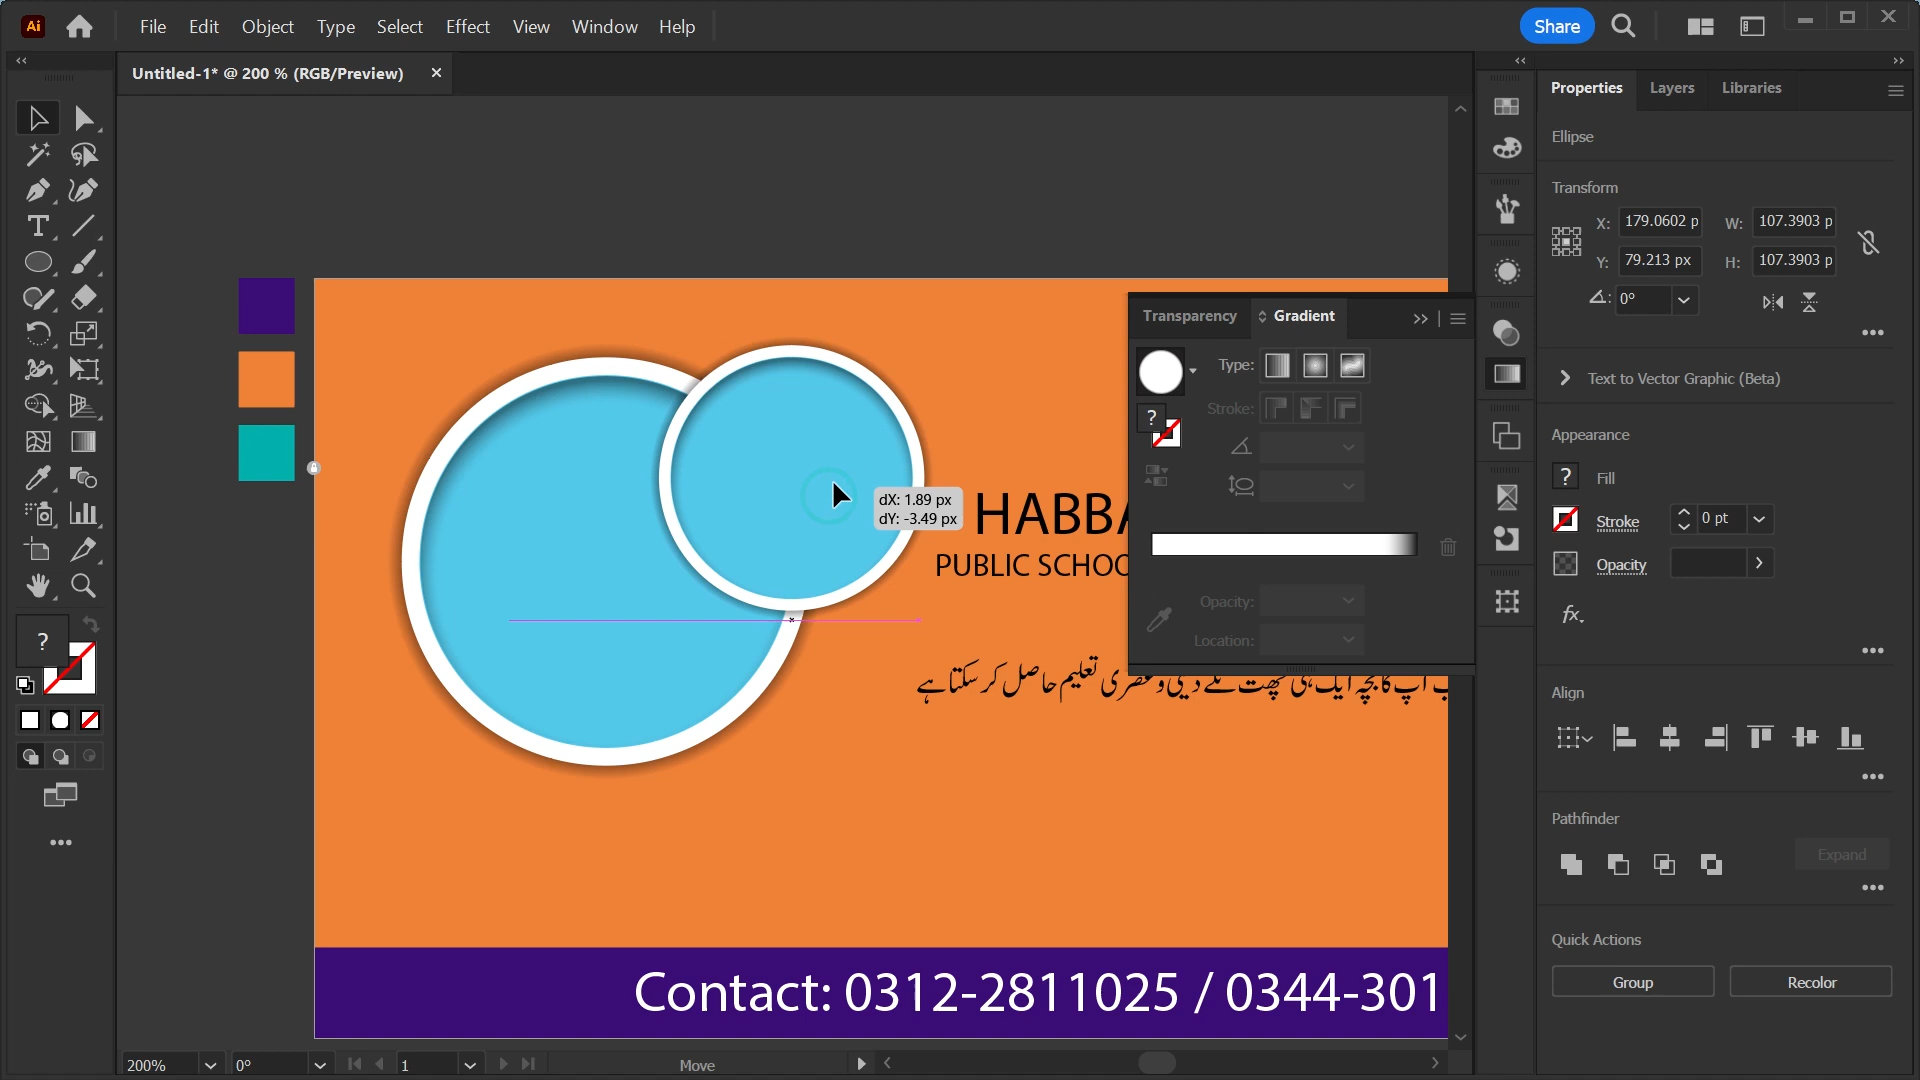 Ai File Edit Object Type Select Effect View Window Help Share
Untitled-1* @ 200 % (RGB/Preview)
Properties Layers Libraries
Ellipse
Transform
X: 179.0602 p W: 107.3903 p
Y: 79.213 px H: 107.3903 p
0°
Text to Vector Graphic (Beta)
Appearance
? Fill
Stroke 0 pt
Opacity
fx.
Align
Pathfinder
Expand
Quick Actions
Group Recolor
Transparency Gradient
Type:
?
Stroke:
Opacity:
Location:
dX: 1.89 px
dY: -3.49 px
HABBA
PUBLIC SCHOO
آپ کا بچہ ایک ہی چھت تلے دینی و عصری تعلیم حاصل کر سکتا ہے
Contact: 0312-2811025 / 0344-301
?
200% 0° 1 Move